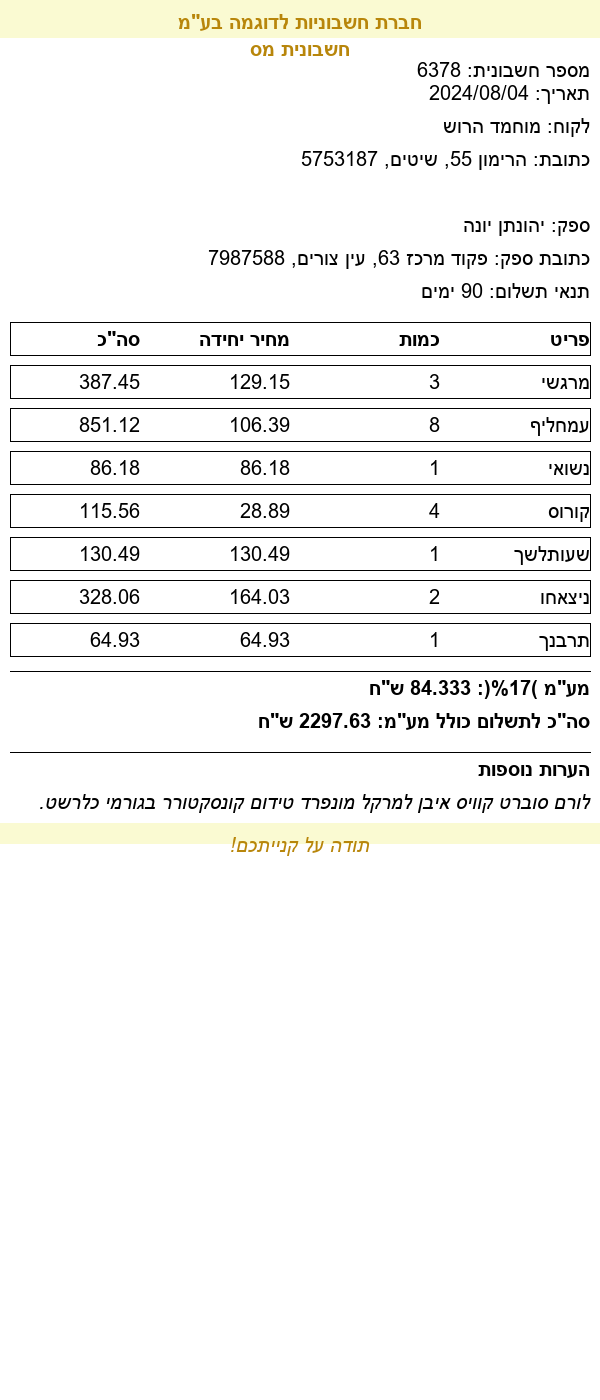 חברת חשבוניות לדוגמה בע"מ
חשבונית מס
מספר חשבונית: 6378
תאריך: 2024/08/04
לקוח: מוחמד הרוש
כתובת: הרימון 55, שיטים, 5753187
ספק: יהונתן יונה
כתובת ספק: פקוד מרכז 63, עין צורים, 7987588
תנאי תשלום: 90 ימים
פריט כמות מחיר יחידה סה"כ
מרגשי 3 129.15 387.45
עמחליף 8 106.39 851.12
נשואי 1 86.18 86.18
קורוס 4 28.89 115.56
שעותלשך 1 130.49 130.49
ניצאחו 2 164.03 328.06
תרבנך 1 64.93 64.93
מע"מ )17%(: 84.333 ש"ח
סה"כ לתשלום כולל מע"מ: 2297.63 ש"ח
הערות נוספות
לורם סוברט קוויס איבן למרקל מונפרד טידום קונסקטורר בגורמי כלרשט.
תודה על קנייתכם!